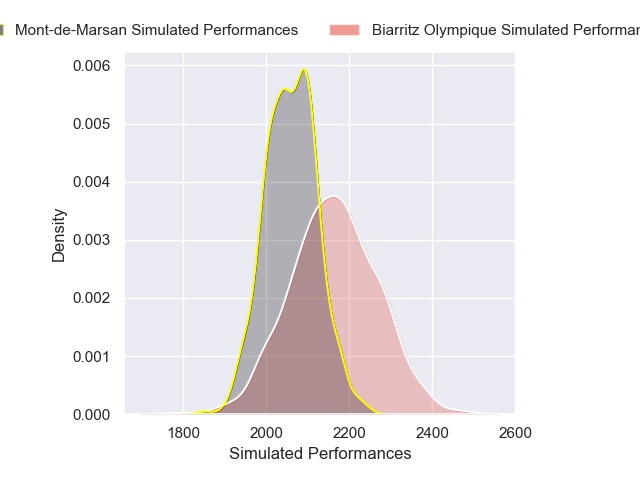 Mont-de-Marsan Simulated Performances
Biarritz Olympique Simulated
0.006
0.005
0.004
0.003
0.002
0.001
0.000
Density
1800 2000 2200 2400 2600
Simulated Performances